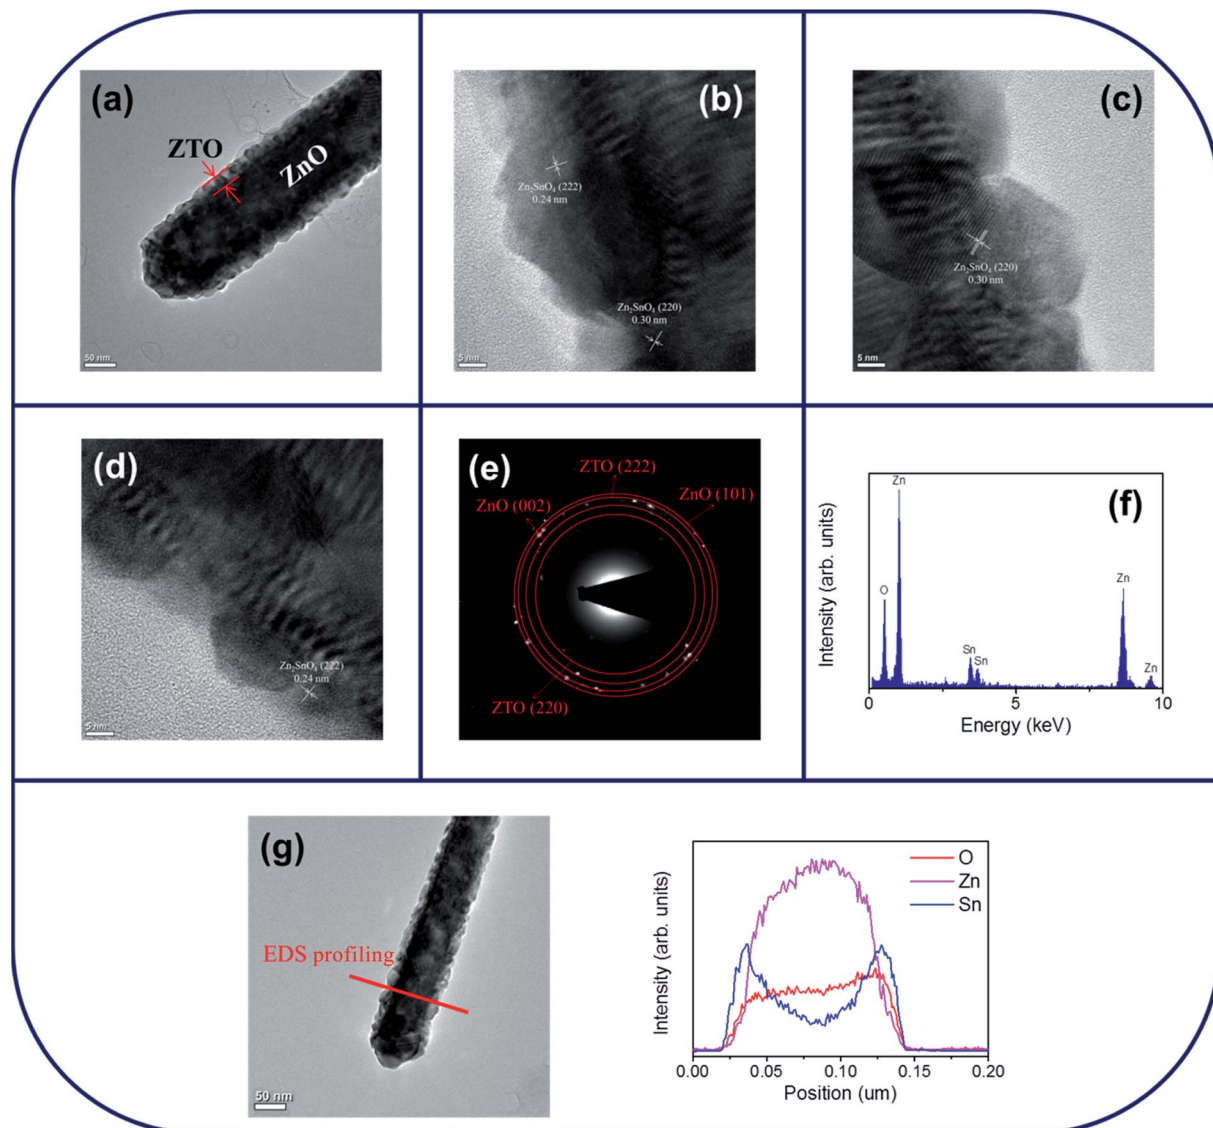 (a)
ZTO
ZnO
50 nm
(b)
Zn₂SnO₄ (222)
0.24 nm
Zn₂SnO₄ (220)
0.30 nm
5 nm
(c)
Zn₂SnO₄ (220)
0.30 nm
5 nm
(d)
Zn₂SnO₄ (222)
0.24 nm
5 nm
(e)
ZTO (222)
ZnO (002)
ZnO (101)
ZTO (220)
(f)
Intensity (arb. units)
O
Zn
Sn
Sn
Zn
Zn
0 5 10
Energy (keV)
(g)
EDS profiling
50 nm
Intensity (arb. units)
O
Zn
Sn
0.00 0.05 0.10 0.15 0.20
Position (um)